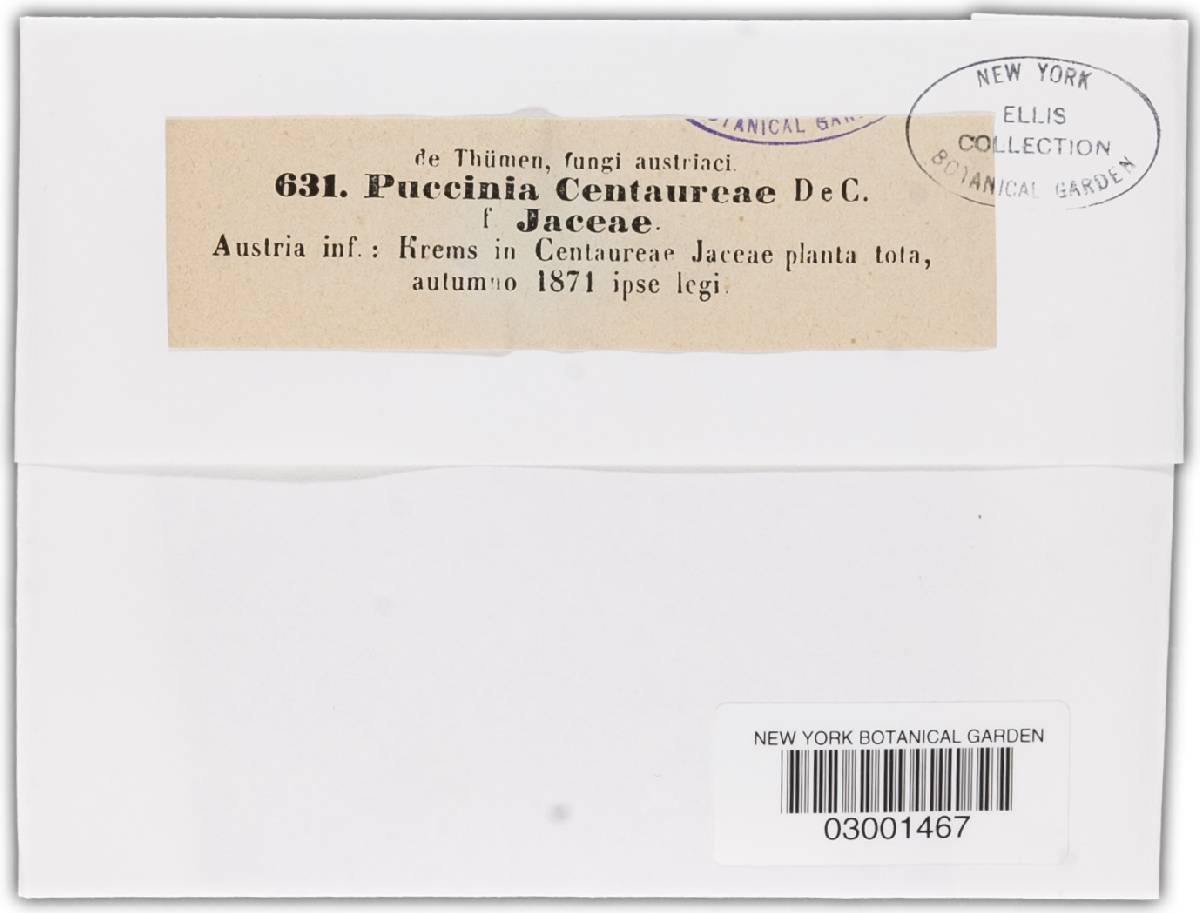 NEW YORK
ELLIS
COLLECTION
BOTANICAL GARDEN
de Thümen, fungi austriaci.
631. Puccinia Centaureae DeC.
f Jaceae.
Austria inf.: Krems in Centaureae Jaceae planta tota,
autumno 1871 ipse legi.
NEW YORK BOTANICAL GARDEN
03001467